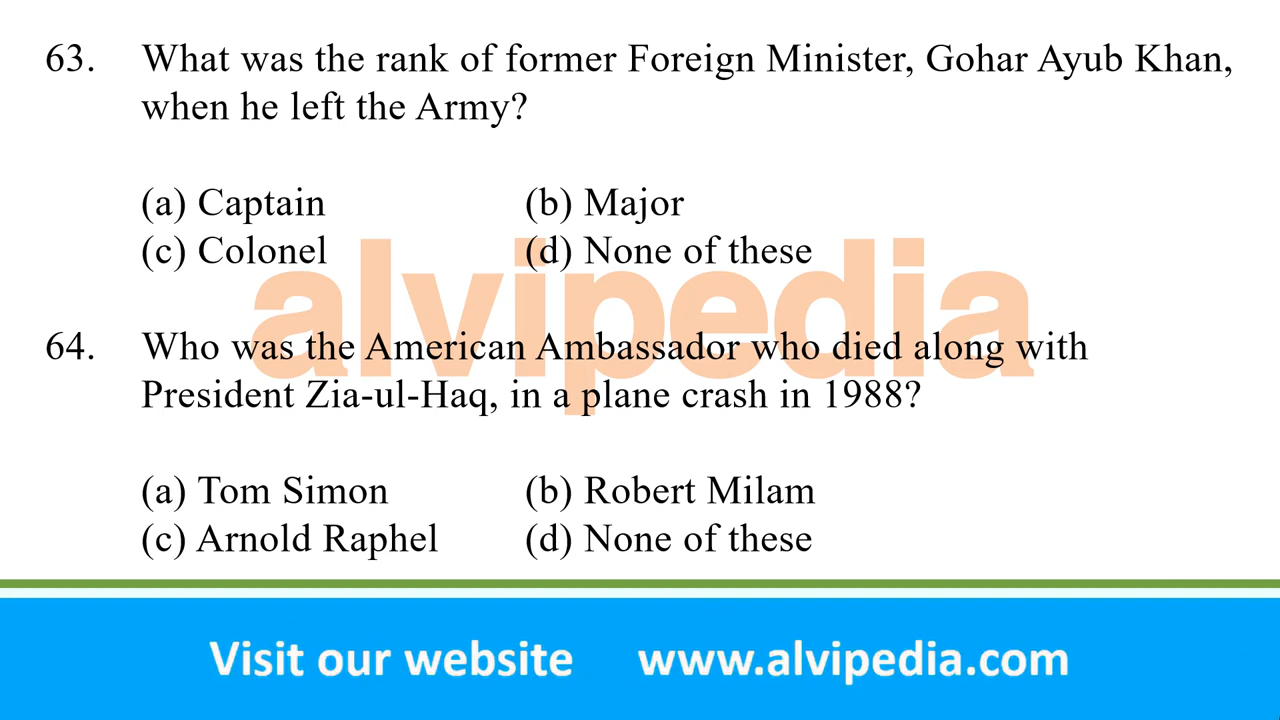 63. What was the rank of former Foreign Minister, Gohar Ayub Khan,
when he left the Army?
(a) Captain (b) Major
(c) Colonel (d) None of these
alvipedia
64. Who was the American Ambassador who died along with
President Zia-ul-Haq, in a plane crash in 1988?
(a) Tom Simon (b) Robert Milam
(c) Arnold Raphel (d) None of these
Visit our website www.alvipedia.com